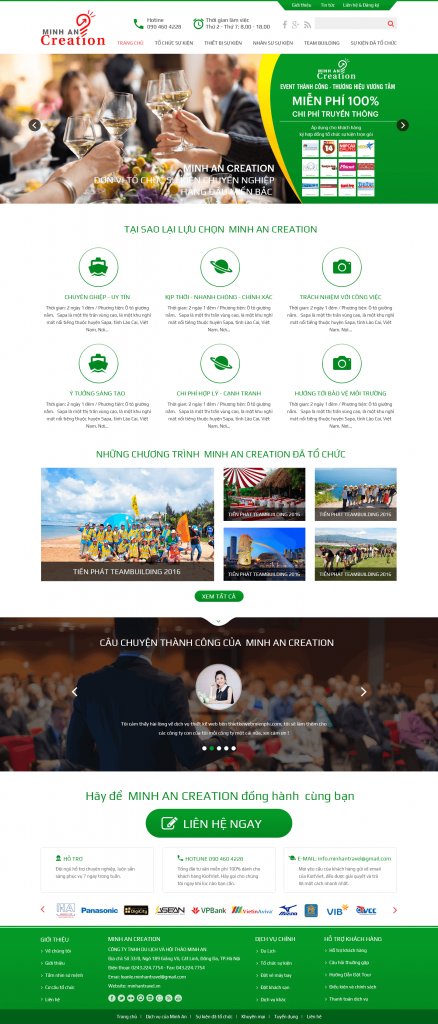 Giới thiệu Tin tức Liên hệ & Đăng ký
MINH AN
Creation
Hotline
090 460 4228
Thời gian làm việc
Thứ 2 - Thứ 7: 8.00 - 18.00
TRANG CHỦ TỔ CHỨC SỰ KIỆN THIẾT BỊ SỰ KIỆN NHÂN SỰ SỰ KIỆN TEAM BUILDING SỰ KIỆN ĐÃ TỔ CHỨC
MINH AN
Creation
EVENT THÀNH CÔNG - THƯƠNG HIỆU VƯƠNG TẦM
MIỄN PHÍ 100%
CHI PHÍ TRUYỀN THÔNG
Áp dụng cho khách hàng
ký hợp đồng tổ chức sự kiện trọn gói
MINH AN CREATION
ĐƠN VỊ TỔ CHỨC SỰ KIỆN CHUYÊN NGHIỆP
HÀNG ĐẦU MIỀN BẮC
TẠI SAO LẠI LỰU CHỌN MINH AN CREATION
CHUYÊN GHIỆP - UY TÍN
Thời gian: 2 ngày 1 đêm / Phương tiện: Ô tô giường
nằm. Sapa là một thị trấn vùng cao, là một khu nghỉ
mát nổi tiếng thuộc huyện Sapa, tỉnh Lào Cai, Việt
Nam. Nơi...
KỊP THỜI - NHANH CHÓNG - CHÍNH XÁC
Thời gian: 2 ngày 1 đêm / Phương tiện: Ô tô giường
nằm. Sapa là một thị trấn vùng cao, là một khu nghỉ
mát nổi tiếng thuộc huyện Sapa, tỉnh Lào Cai, Việt
Nam. Nơi...
TRÁCH NHIỆM VỚI CÔNG VIỆC
Thời gian: 2 ngày 1 đêm / Phương tiện: Ô tô giường
nằm. Sapa là một thị trấn vùng cao, là một khu nghỉ
mát nổi tiếng thuộc huyện Sapa, tỉnh Lào Cai, Việt
Nam. Nơi...
Ý TƯỞNG SÁNG TẠO
Thời gian: 2 ngày 1 đêm / Phương tiện: Ô tô giường
nằm. Sapa là một thị trấn vùng cao, là một khu nghỉ
mát nổi tiếng thuộc huyện Sapa, tỉnh Lào Cai, Việt
Nam. Nơi...
CHI PHÍ HỢP LÝ - CẠNH TRANH
Thời gian: 2 ngày 1 đêm / Phương tiện: Ô tô giường
nằm. Sapa là một thị trấn vùng cao, là một khu nghỉ
mát nổi tiếng thuộc huyện Sapa, tỉnh Lào Cai, Việt
Nam. Nơi...
HƯỚNG TỚI BẢO VỆ MÔI TRƯỜNG
Thời gian: 2 ngày 1 đêm / Phương tiện: Ô tô giường
nằm. Sapa là một thị trấn vùng cao, là một khu nghỉ
mát nổi tiếng thuộc huyện Sapa, tỉnh Lào Cai, Việt
Nam. Nơi...
NHỮNG CHƯƠNG TRÌNH MINH AN CREATION ĐÃ TỔ CHỨC
TIẾN PHÁT TEAMBUILDING 2016
TIẾN PHÁT TEAMBUILDING 2016
TIẾN PHÁT TEAMBUILDING 2016
TIẾN PHÁT TEAMBUILDING 2016
TIẾN PHÁT TEAMBUILDING 2016
XEM TẤT CẢ
CÂU CHUYỆN THÀNH CÔNG CỦA MINH AN CREATION
Tôi cảm thấy hài lòng về dịch vụ thiết kế web bên thietkewebtravelpln.com, tôi sẽ làm thêm cho
các công ty con của tôi mỗi công ty một cái nữa, xin cảm ơn !
Hãy để MINH AN CREATION đồng hành cùng bạn
LIÊN HỆ NGAY
HỖ TRỢ
Đội ngũ hỗ trợ chuyên nghiệp, luôn sẵn
sàng phục vụ 7 ngày trong tuần.
HOTLINE 090 460 4228
Tổng đài tư vấn miễn phí 100% dành cho
khách hàng Kai Thiết. Hãy gọi cho chúng
tôi ngay khi lúc nào bạn cần.
E-MAIL: info.minhantravel@gmail.com
Mọi yêu cầu của khách hàng gửi về email
của Kai Thiết, đều được giải quyết và trả
lời một cách nhanh nhất.
Panasonic
DigiCity
ASEAN
VPBank
VietinAviva
MIZUNO
VIB
GIỚI THIỆU
Về chúng tôi
Giới thiệu
Tầm nhìn sứ mệnh
Cơ cấu tổ chức
Liên hệ
MINH AN CREATION
CÔNG TY TNHH DU LỊCH VÀ HỘI THẢO MINH AN
Địa chỉ: Số 33/8, Ngõ 189 Giảng Võ, Cát Linh, Đống Đa, TP.Hà Nội
Điện thoại: 0243.224.7754 - Fax: 043.224.7754
Website: minhantravel.vn
DỊCH VỤ CHÍNH
Du Lịch
Tổ chức sự kiện
Đặt vé máy bay
Đặt khách sạn
Dịch vụ khác
HỖ TRỢ KHÁCH HÀNG
Hỗ trợ khách hàng
Câu hỏi thường gặp
Hướng Dẫn Đặt Tour
Điều kiện và chính sách
Thanh toán dịch vụ
Trang chủ | Dịch vụ của Minh An | Sự kiện đã tổ chức | Khuyến mại | Tuyển dụng | Liên hệ